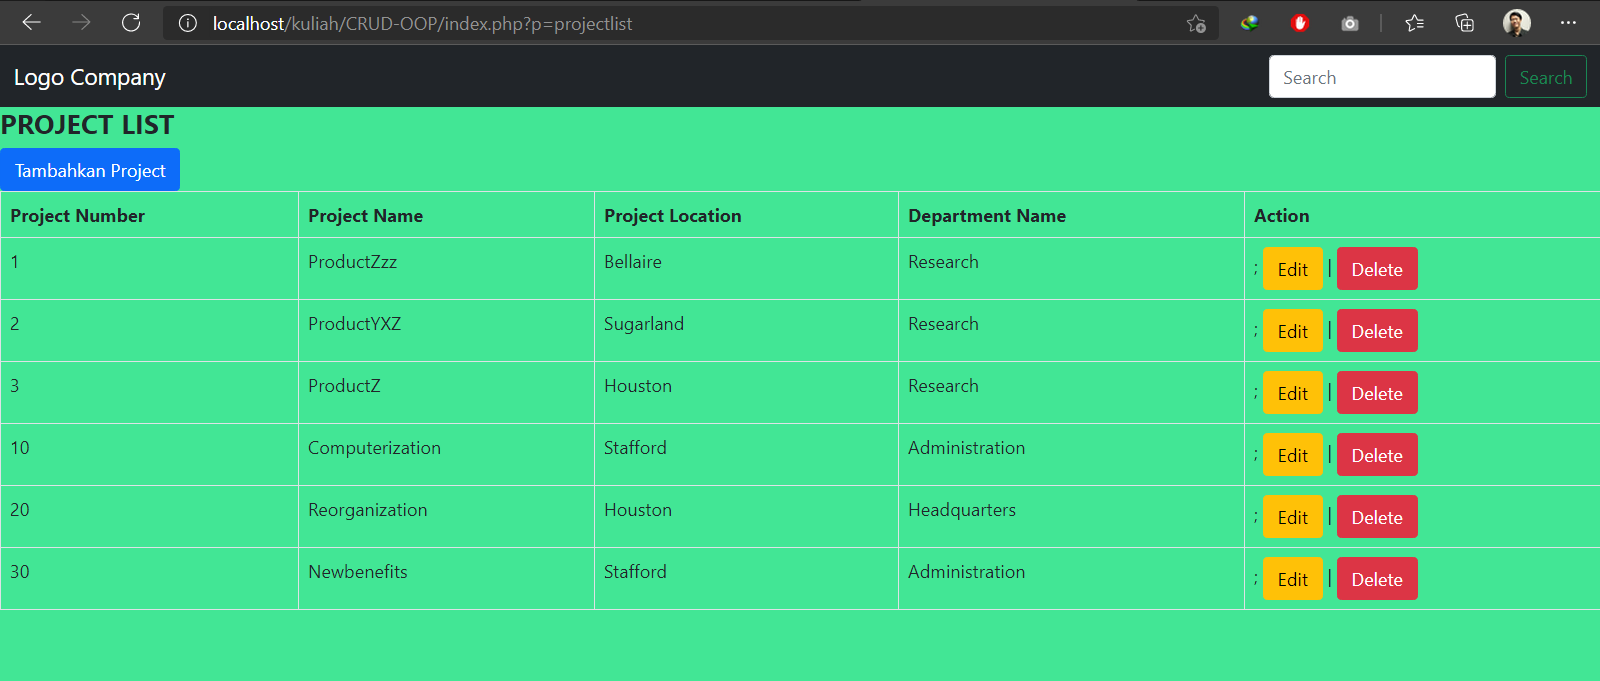 localhost/kuliah/CRUD-OOP/index.php?p=projectlist
Logo Company Search Search
PROJECT LIST
Tambahkan Project
Project Number Project Name Project Location Department Name Action
1 ProductZzz Bellaire Research ; Edit | Delete
2 ProductYXZ Sugarland Research ; Edit | Delete
3 ProductZ Houston Research ; Edit | Delete
10 Computerization Stafford Administration ; Edit | Delete
20 Reorganization Houston Headquarters ; Edit | Delete
30 Newbenefits Stafford Administration ; Edit | Delete